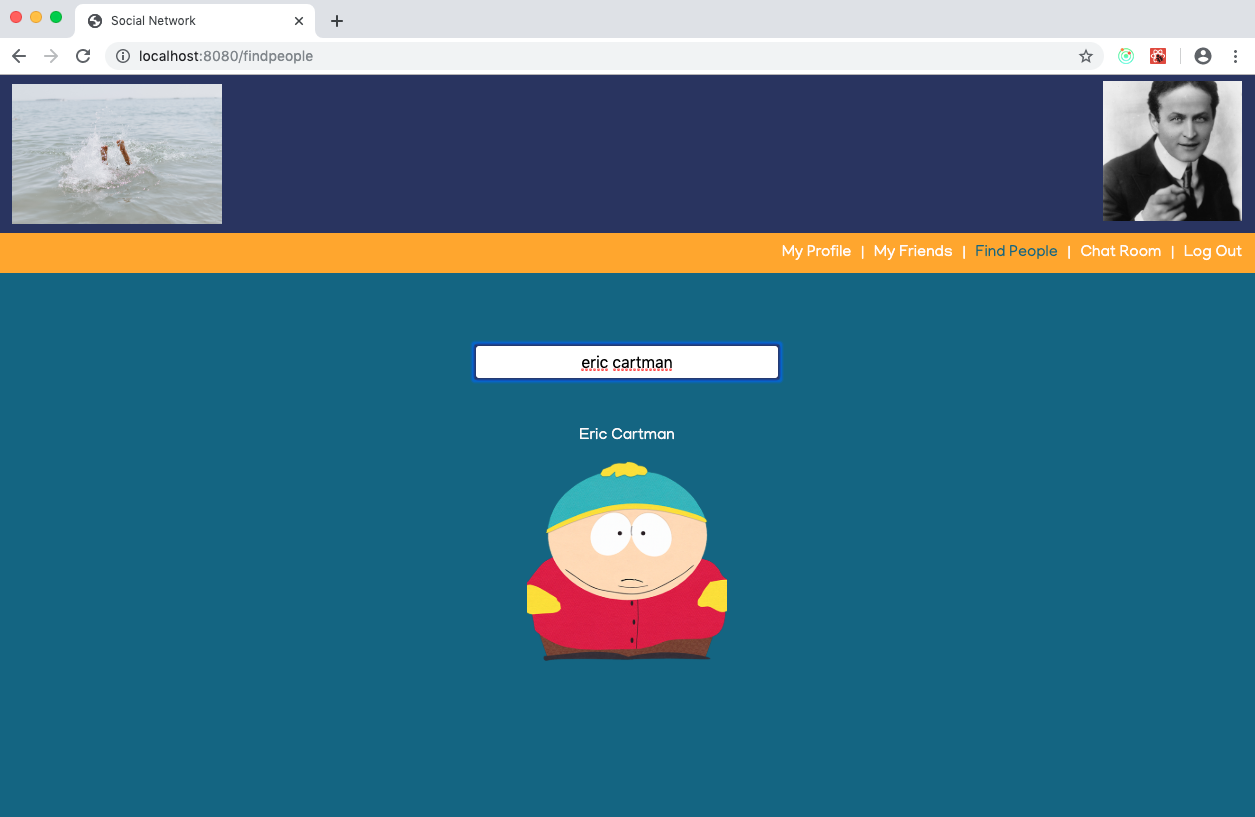 Social Network
localhost:8080/findpeople
My Profile | My Friends | Find People | Chat Room | Log Out
eric cartman
Eric Cartman